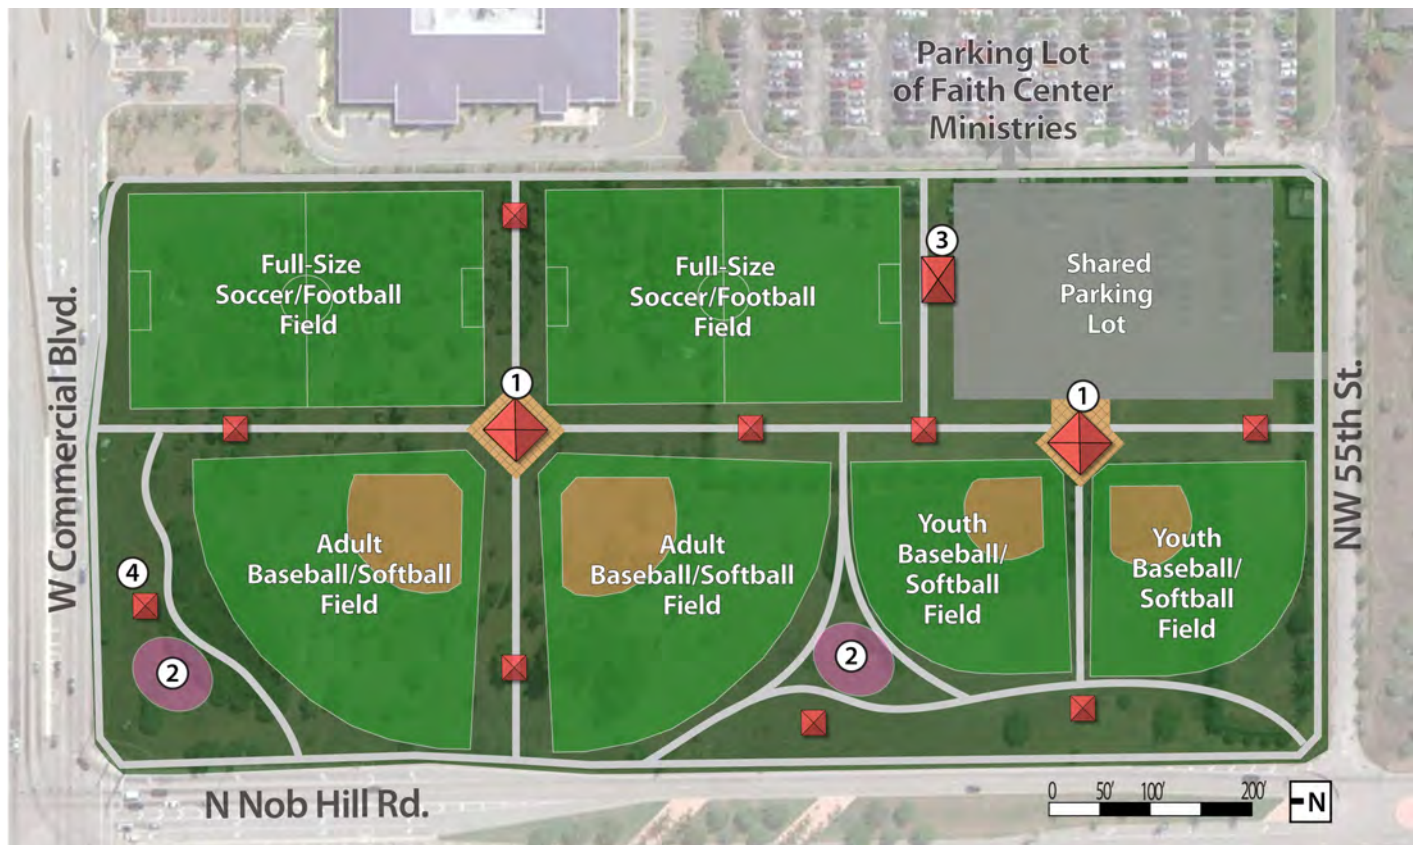 Parking Lot
of Faith Center
Ministries
Full-Size
Soccer/Football
Field
Full-Size
Soccer/Football
Field
3
Shared
Parking
Lot
W Commercial Blvd.
NW 55th St.
1
1
Adult
Baseball/Softball
Field
Adult
Baseball/Softball
Field
Youth
Baseball/
Softball
Field
Youth
Baseball/
Softball
Field
4
2
2
N Nob Hill Rd.
0 50' 100' 200'
N